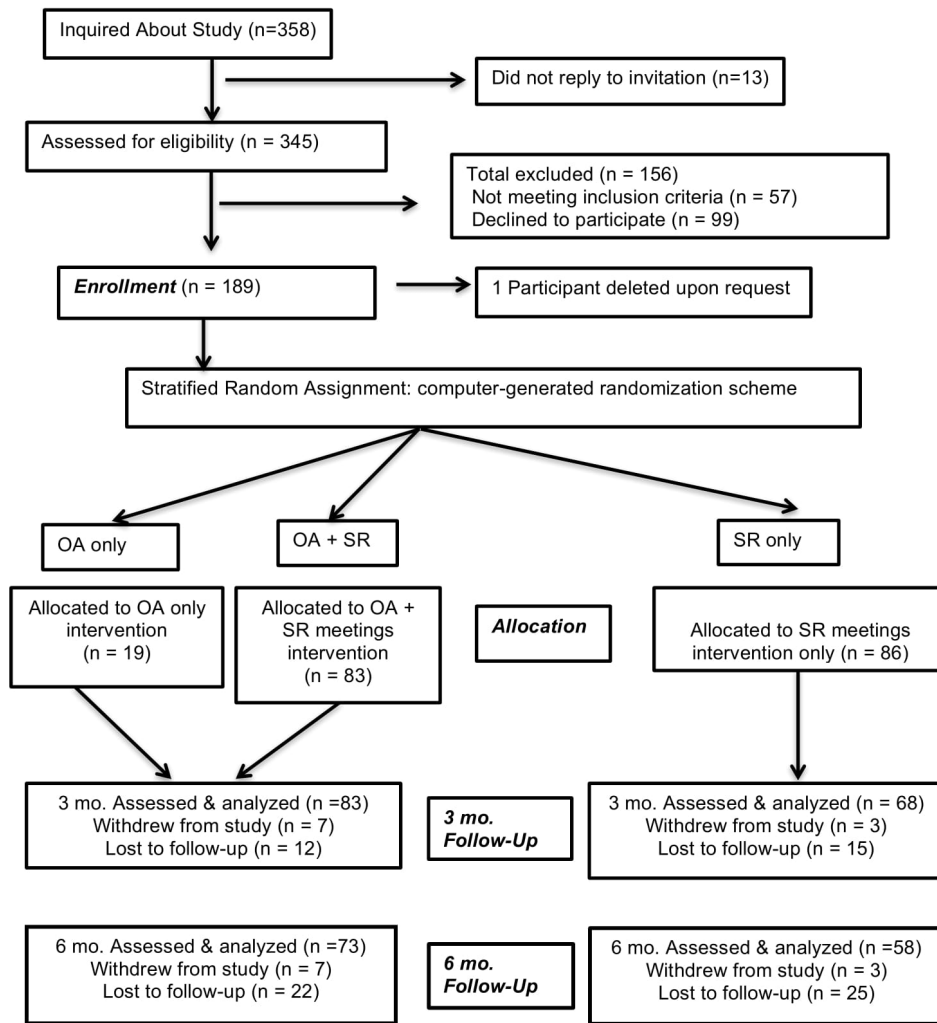 Inquired About Study (n=358)
Did not reply to invitation (n=13)
Assessed for eligibility (n = 345)
Total excluded (n = 156)
Not meeting inclusion criteria (n = 57)
Declined to participate (n = 99)
Enrollment (n = 189)
1 Participant deleted upon request
Stratified Random Assignment: computer-generated randomization scheme
OA only
OA + SR
SR only
Allocated to OA only
intervention
(n = 19)
Allocated to OA +
SR meetings
intervention
(n = 83)
Allocation
Allocated to SR meetings
intervention only (n = 86)
3 mo. Assessed & analyzed (n =83)
Withdrew from study (n = 7)
Lost to follow-up (n = 12)
3 mo.
Follow-Up
3 mo. Assessed & analyzed (n = 68)
Withdrew from study (n = 3)
Lost to follow-up (n = 15)
6 mo. Assessed & analyzed (n =73)
Withdrew from study (n = 7)
Lost to follow-up (n = 22)
6 mo.
Follow-Up
6 mo. Assessed & analyzed (n =58)
Withdrew from study (n = 3)
Lost to follow-up (n = 25)